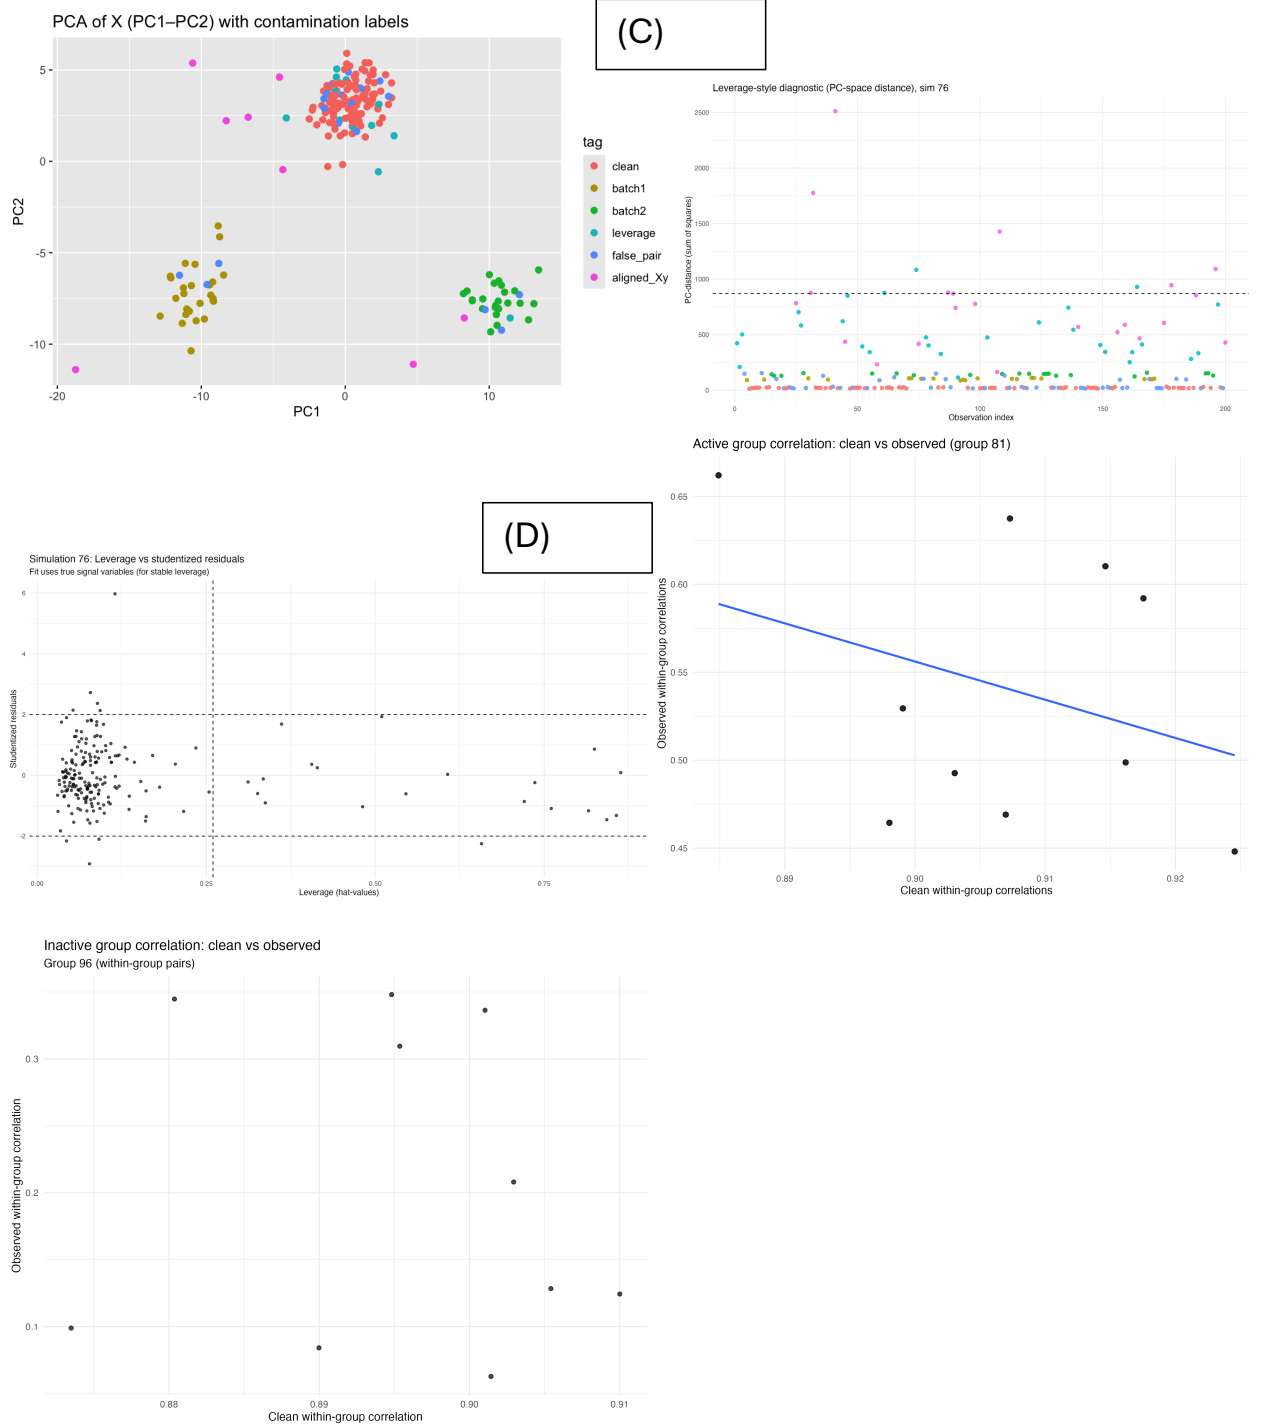 PCA of X (PC1–PC2) with contamination labels
5
0
-5
-10
PC2
-20
-10
0
10
PC1
tag
clean
batch1
batch2
leverage
false_pair
aligned_Xy
(C)
Leverage-style diagnostic (PC-space distance), sim 76
2500
2000
1500
1000
500
0
PC-distance (sum of squares)
0
50
100
150
200
Observation index
(D)
Simulation 76: Leverage vs studentized residuals
Fit uses true signal variables (for stable leverage)
6
4
2
0
-2
Studentized residuals
0.00
0.25
0.50
0.75
Leverage (hat-values)
Active group correlation: clean vs observed (group 81)
0.65
0.60
0.55
0.50
0.45
Observed within-group correlations
0.89
0.90
0.91
0.92
Clean within-group correlations
Inactive group correlation: clean vs observed
Group 96 (within-group pairs)
0.3
0.2
0.1
Observed within-group correlation
0.88
0.89
0.90
0.91
Clean within-group correlation